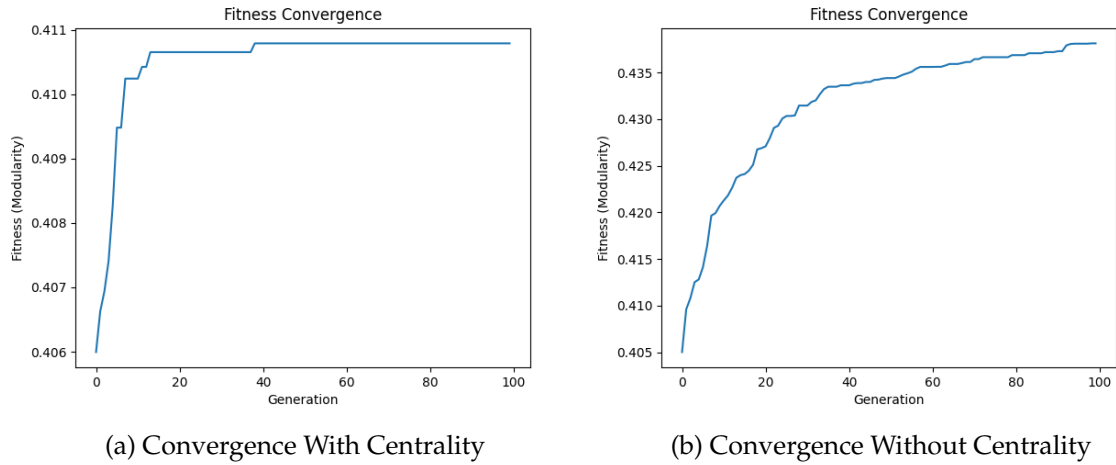 Fitness Convergence
0.411
0.410
0.409
0.408
0.407
0.406
Fitness (Modularity)
0 20 40 60 80 100
Generation
(a) Convergence With Centrality
Fitness Convergence
0.435
0.430
0.425
0.420
0.415
0.410
0.405
Fitness (Modularity)
0 20 40 60 80 100
Generation
(b) Convergence Without Centrality